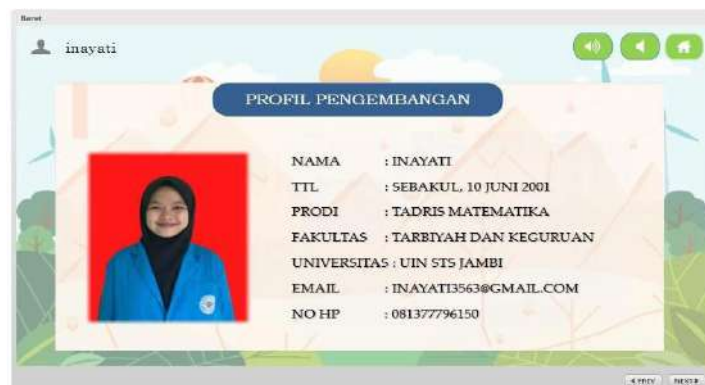 inayati
PROFIL PENGEMBANGAN
NAMA : INAYATI
TTL : SEBAKUL, 10 JUNI 2001
PRODI : TADRIS MATEMATIKA
FAKULTAS : TARBIYAH DAN KEGURUAN
UNIVERSITAS : UIN STS JAMBI
EMAIL : INAYATI3563@GMAIL.COM
NO HP : 081377796150
PREV NEXT